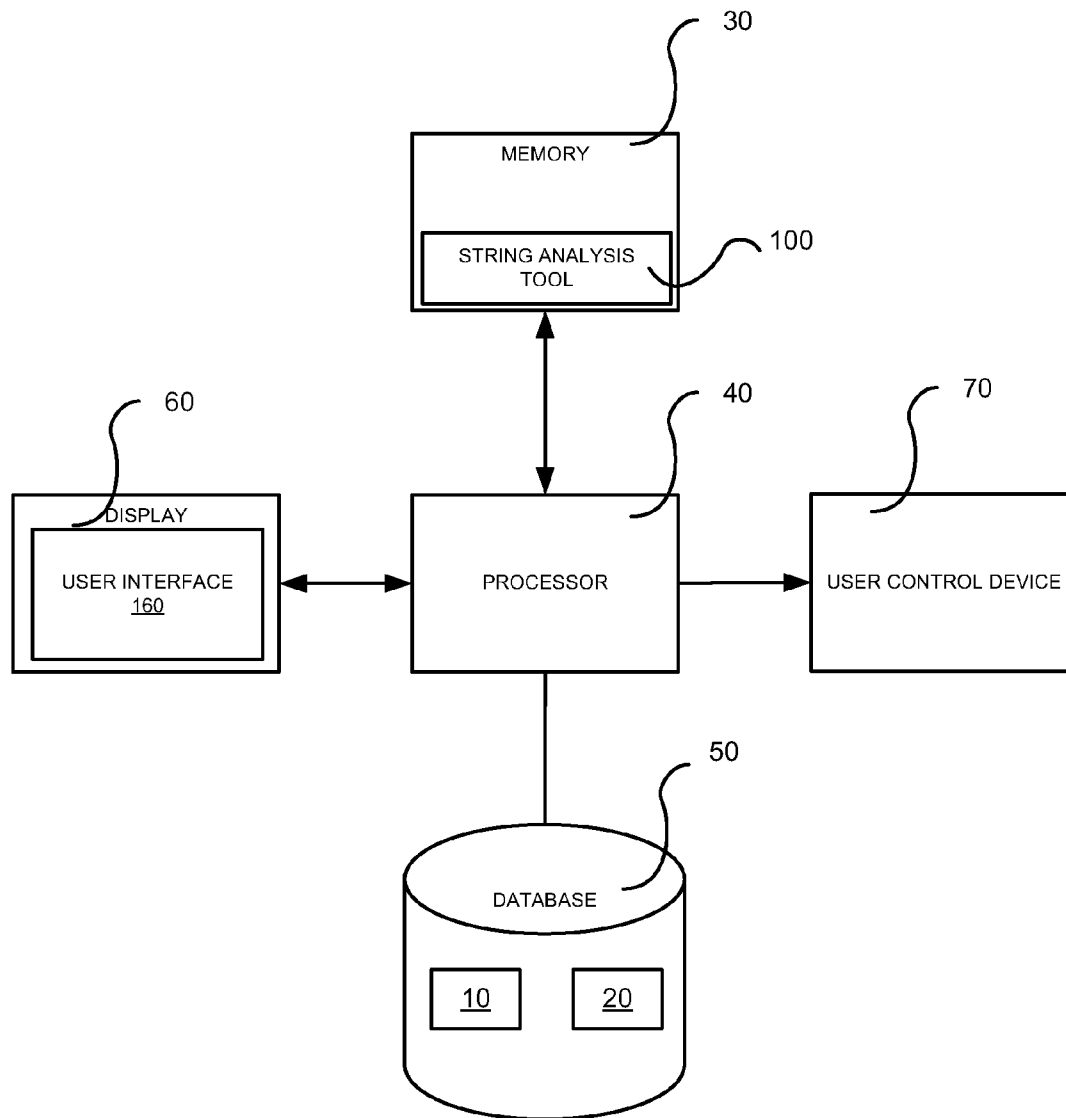 30
MEMORY
STRING ANALYSIS
TOOL
100
60
40
70
DISPLAY
USER INTERFACE
160
PROCESSOR
USER CONTROL DEVICE
50
DATABASE
10
20